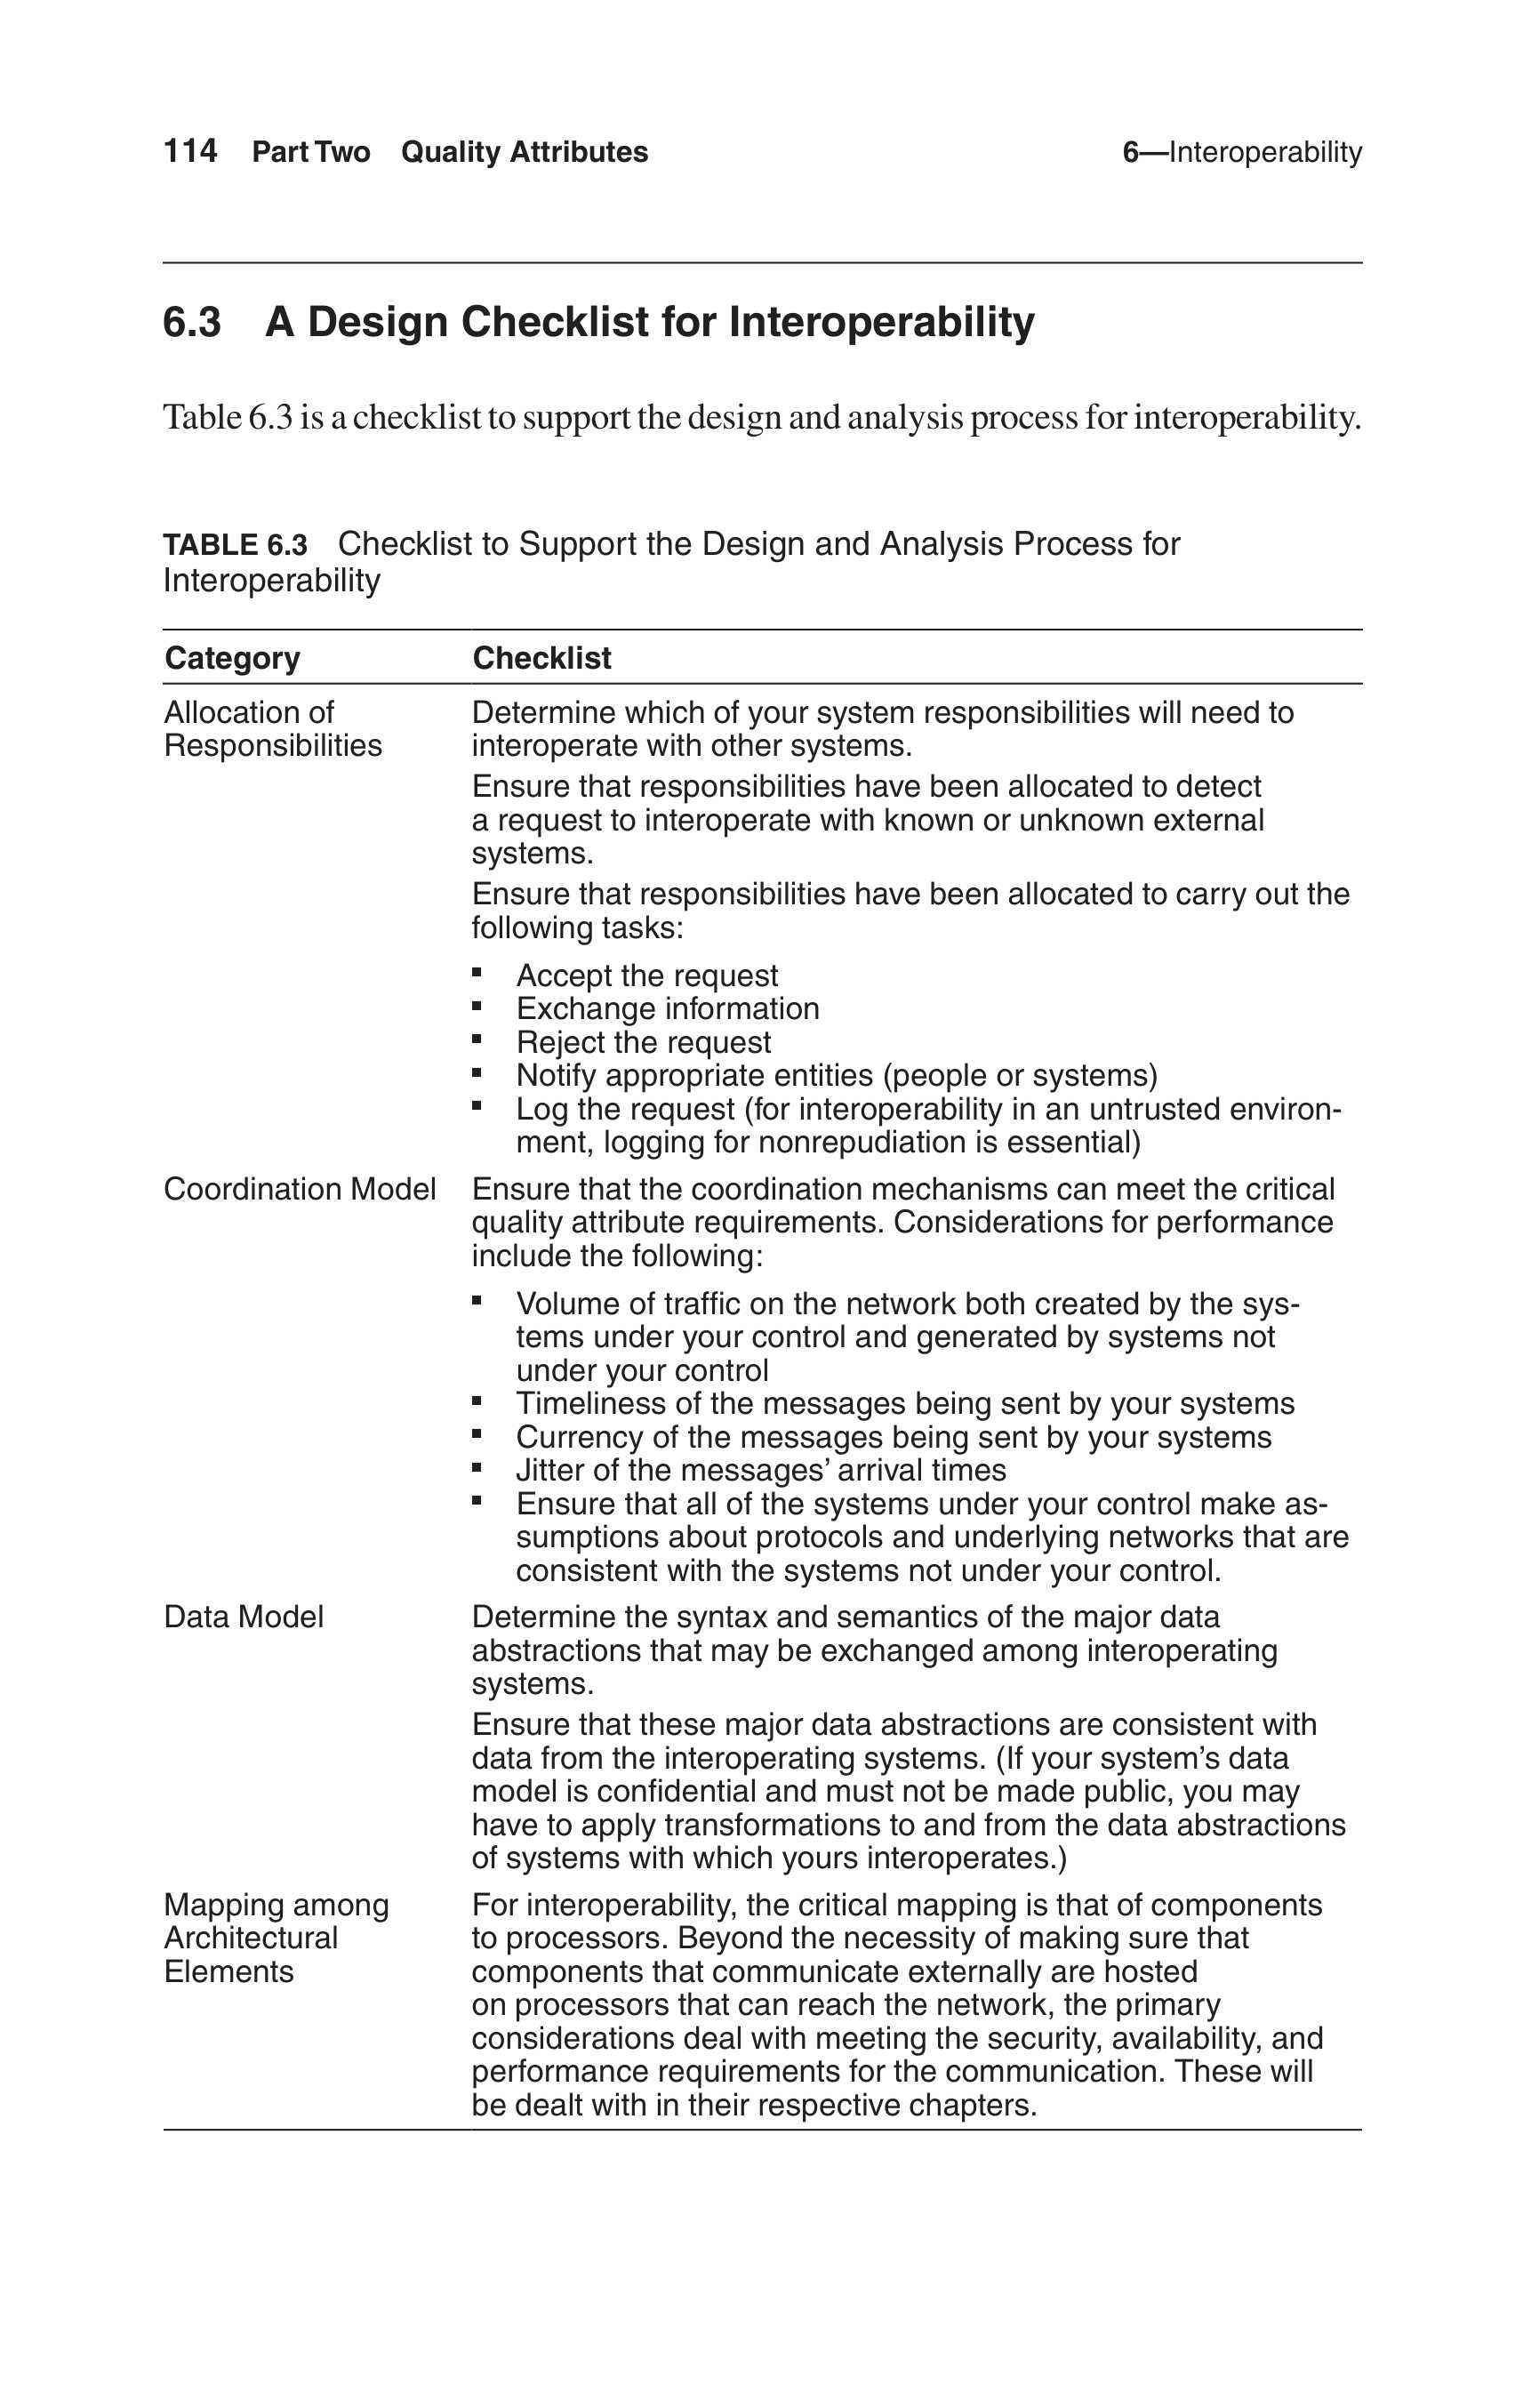 114 Part Two Quality Attributes 6—Interoperability
6.3 A Design Checklist for Interoperability
Table 6.3 is a checklist to support the design and analysis process for interoperability.
TABLE 6.3 Checklist to Support the Design and Analysis Process for
Interoperability
Category Checklist
Allocation of Determine which of your system responsibilities will need to
Responsibilities interoperate with other systems.
Ensure that responsibilities have been allocated to detect
a request to interoperate with known or unknown external
systems.
Ensure that responsibilities have been allocated to carry out the
following tasks:
▪ Accept the request
▪ Exchange information
▪ Reject the request
▪ Notify appropriate entities (people or systems)
▪ Log the request (for interoperability in an untrusted environ-
ment, logging for nonrepudiation is essential)
Coordination Model Ensure that the coordination mechanisms can meet the critical
quality attribute requirements. Considerations for performance
include the following:
▪ Volume of traffic on the network both created by the sys-
tems under your control and generated by systems not
under your control
▪ Timeliness of the messages being sent by your systems
▪ Currency of the messages being sent by your systems
▪ Jitter of the messages’ arrival times
▪ Ensure that all of the systems under your control make as-
sumptions about protocols and underlying networks that are
consistent with the systems not under your control.
Data Model Determine the syntax and semantics of the major data
abstractions that may be exchanged among interoperating
systems.
Ensure that these major data abstractions are consistent with
data from the interoperating systems. (If your system’s data
model is confidential and must not be made public, you may
have to apply transformations to and from the data abstractions
of systems with which yours interoperates.)
Mapping among For interoperability, the critical mapping is that of components
Architectural to processors. Beyond the necessity of making sure that
Elements components that communicate externally are hosted
on processors that can reach the network, the primary
considerations deal with meeting the security, availability, and
performance requirements for the communication. These will
be dealt with in their respective chapters.